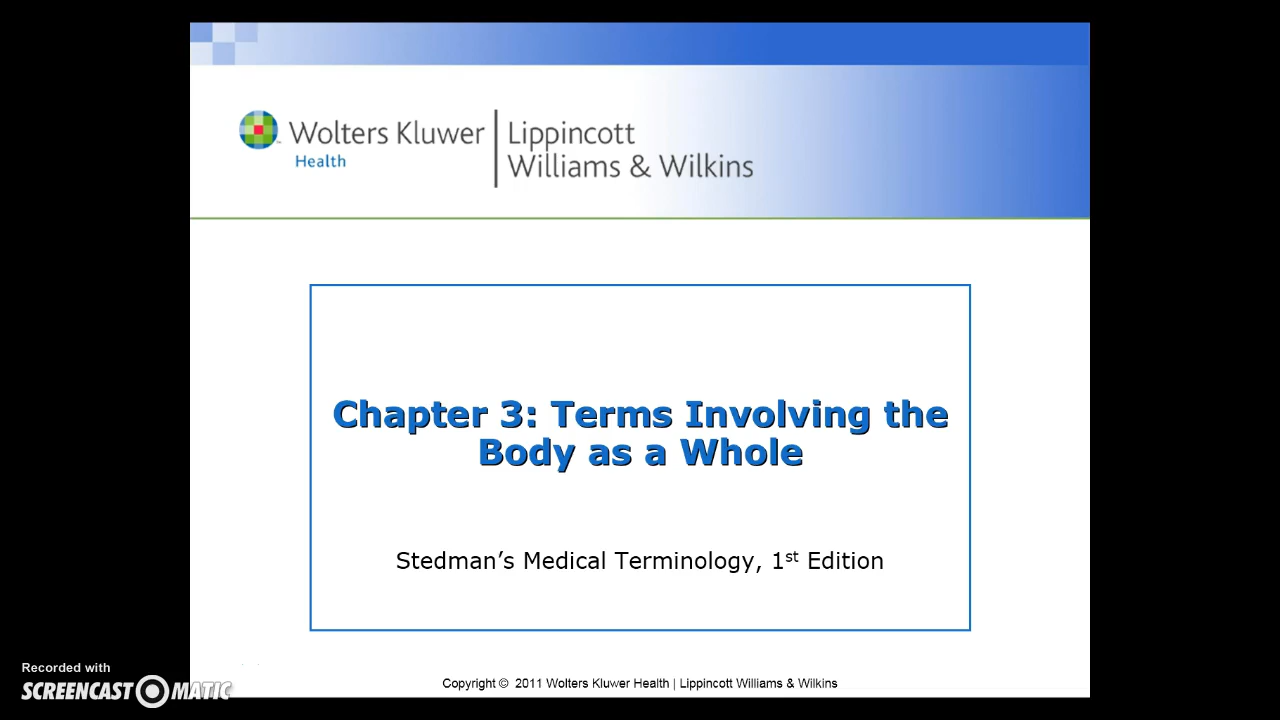 Wolters Kluwer
Health
Lippincott
Williams & Wilkins
Chapter 3: Terms Involving the
Body as a Whole
Stedman’s Medical Terminology, 1st Edition
Recorded with
SCREENCAST O MATIC
Copyright © 2011 Wolters Kluwer Health | Lippincott Williams & Wilkins